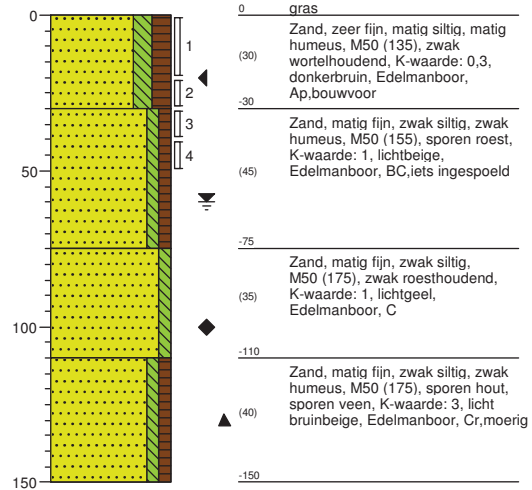 0
50
100
150
1
2
3
4
0
gras
(30)
Zand, zeer fijn, matig siltig, matig
humeus, M50 (135), zwak
wortelhoudend, K-waarde: 0,3,
donkerbruin, Edelmanboor,
Ap,bouwvoor
-30
(45)
Zand, matig fijn, zwak siltig, zwak
humeus, M50 (155), sporen roest,
K-waarde: 1, lichtbeige,
Edelmanboor, BC,iets ingespoeld
-75
(35)
Zand, matig fijn, zwak siltig,
M50 (175), zwak roesthoudend,
K-waarde: 1, lichtgeel,
Edelmanboor, C
-110
(40)
Zand, matig fijn, zwak siltig, zwak
humeus, M50 (175), sporen hout,
sporen veen, K-waarde: 3, licht
bruinbeige, Edelmanboor, Cr,moerig
-150